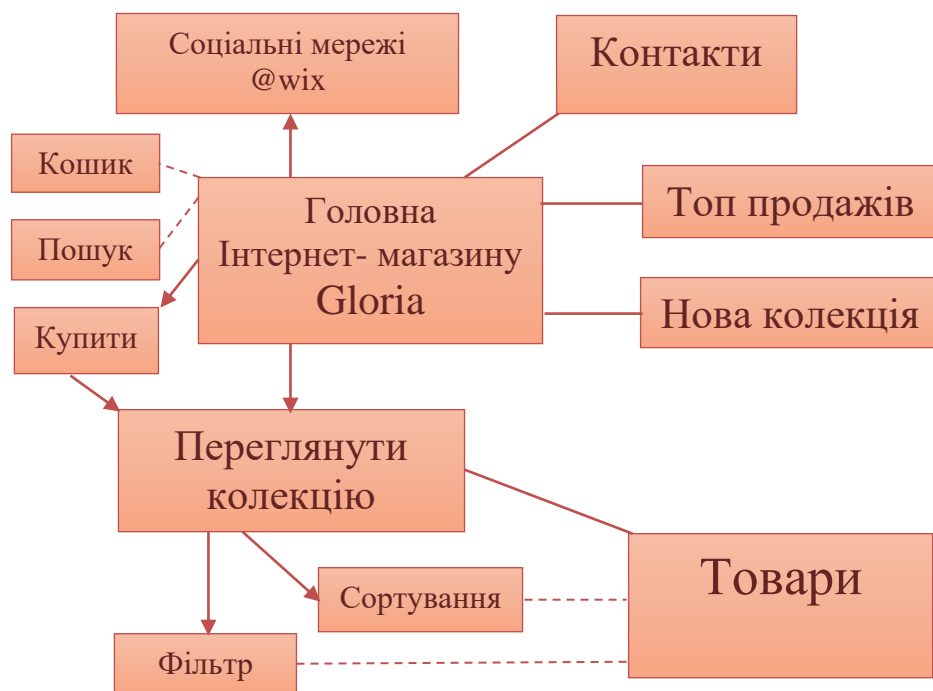 Соціальні мережі
@wix
Контакти
Кошик
Пошук
Купити
Головна
Інтернет- магазину
Gloria
Топ продажів
Нова колекція
Переглянути
колекцію
Товари
Сортування
Фільтр